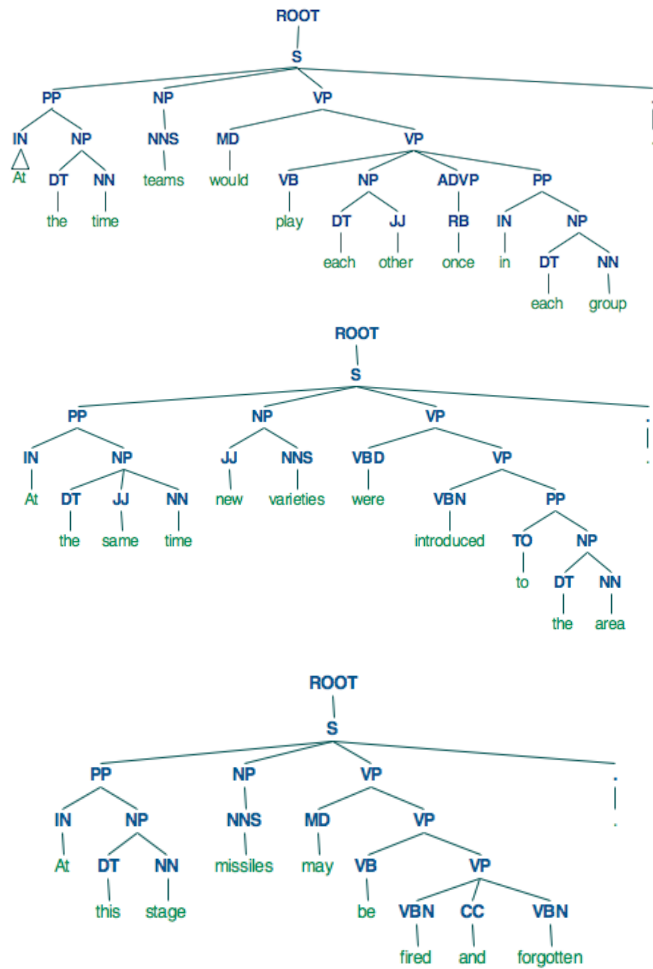 ROOT
S
PP NP VP .
IN NP NNS MD VP .
At DT NN teams would VB NP ADVP PP
the time play DT JJ RB IN NP
each other once in DT NN
each group
ROOT
S
PP NP VP .
IN NP JJ NNS VBD VP .
At DT JJ NN new varieties were VBN PP
the same time introduced TO NP
to DT NN
the area
ROOT
S
PP NP VP .
IN NP NNS MD VP .
At DT NN missiles may VB VP
this stage be VBN CC VBN
fired and forgotten